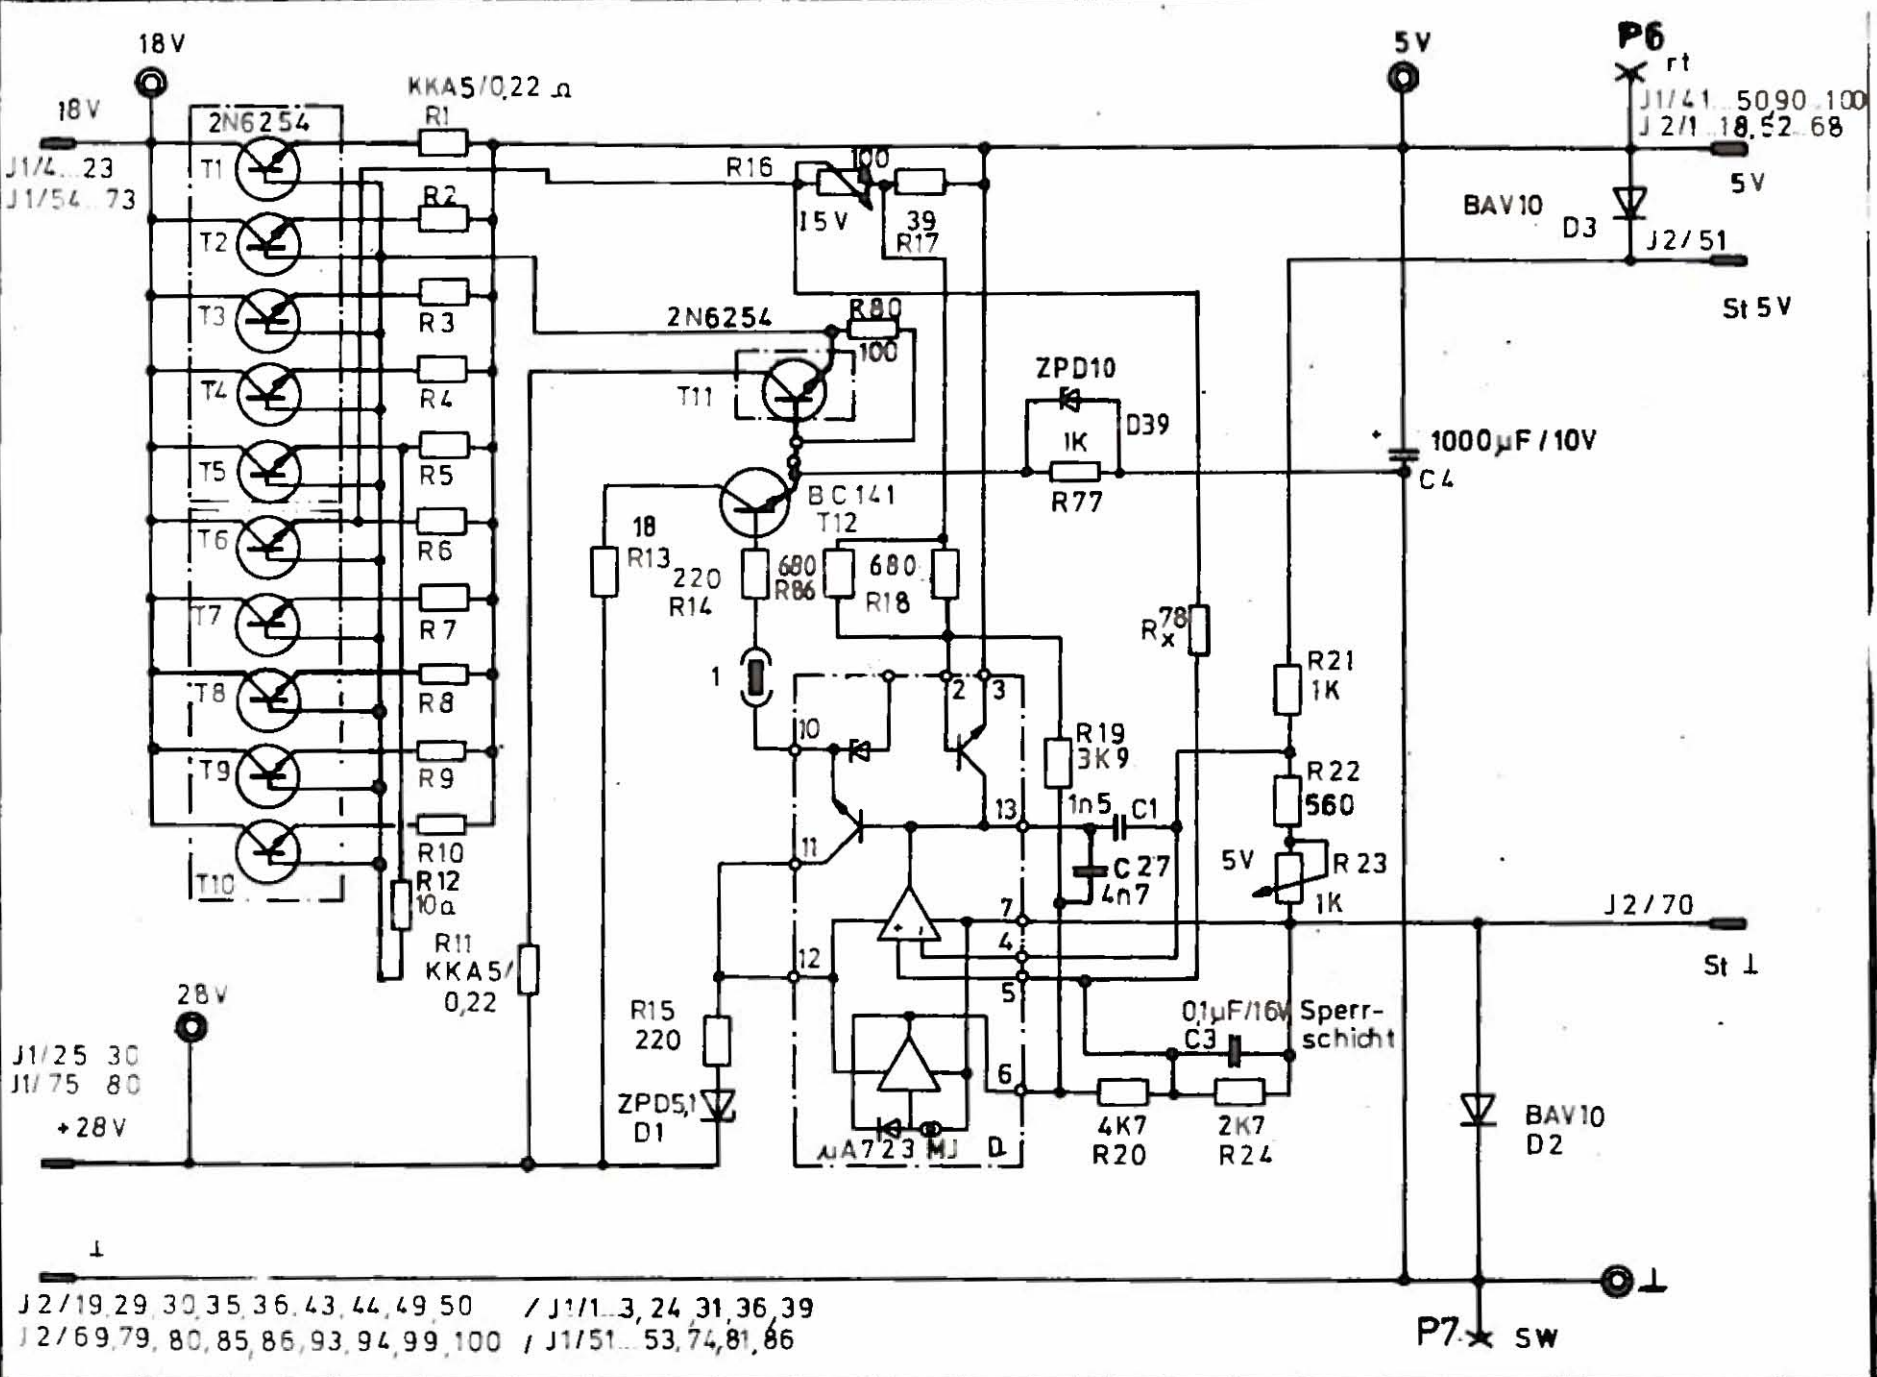 18V
18V
J1/4...23
J1/54..73
KKA5/0,22 Ω
R1
2N6254
T1
R2
T2
T3
R3
T4
R4
T5
R5
T6
R6
T7
R7
T8
R8
T9
R9
T10
R10
R12
10Ω
R11
KKA5/
0,22
R16
100
15V
39
R17
2N6254
R80
100
T11
BC141
T12
ZPD10
D39
1K
R77
18
R13
220
R14
680
R86
680
R18
1
10
2
3
11
13
12
7
4
5
6
R19
3K9
1n5 C1
C27
4n7
R 78
x
5V
P6
rt
J1/41...50,90..100
J2/1..18,52..68
5V
BAV10
D3
J2/51
St 5V
+
1000µF/10V
C4
R21
1K
R22
560
5V
R23
1K
J2/70
St ⊥
0,1µF/16V Sperr-
C3 schicht
4K7
R20
2K7
R24
BAV10
D2
R15
220
ZPD5,1
D1
µA723
28V
J1/25 30
J1/75 80
+28V
⊥
J2/19,29,30,35,36,43,44,49,50 / J1/1...3,24,31,36,39
J2/69,79,80,85,86,93,94,99,100 / J1/51...53,74,81,86
⊥
P7
SW